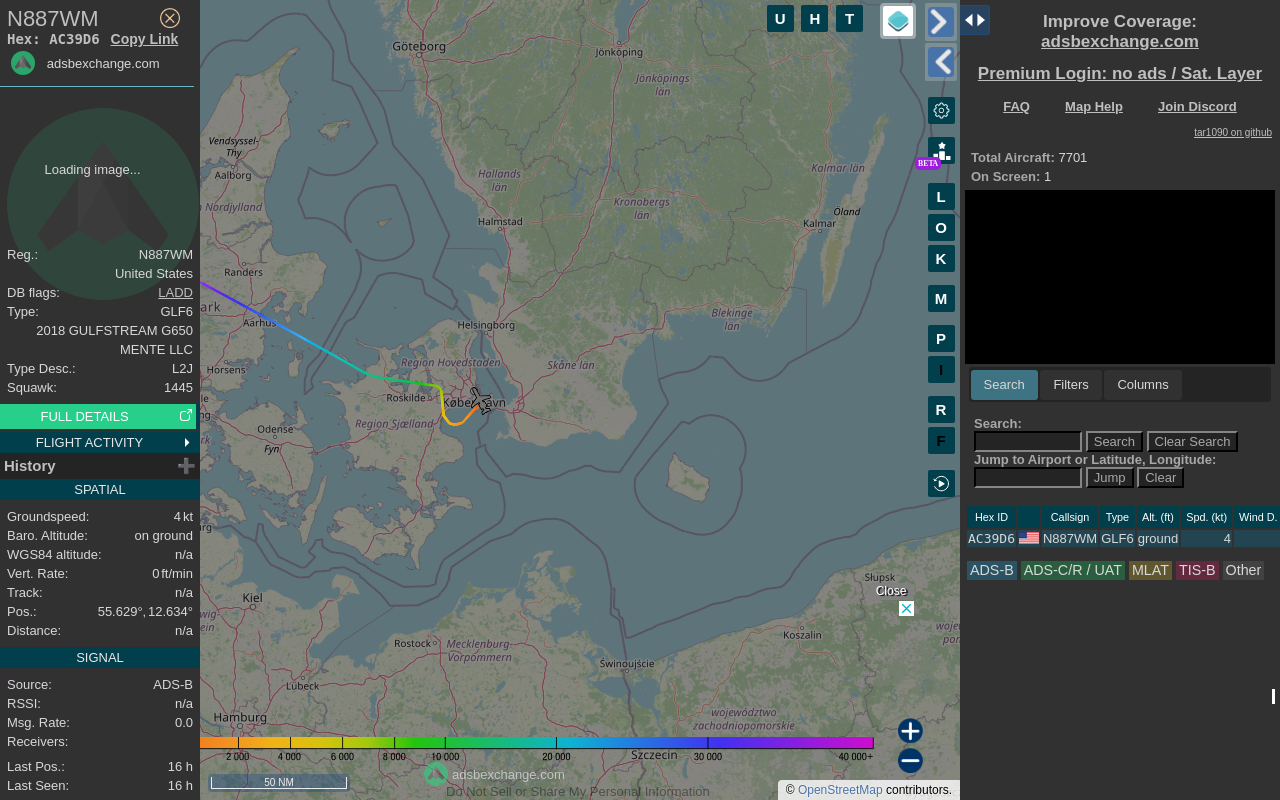 N887WM
Hex: AC39D6 Copy Link
adsbexchange.com
Loading image...
Reg.: N887WM
United States
DB flags: LADD
Type: GLF6
2018 GULFSTREAM G650
MENTE LLC
Type Desc.: L2J
Squawk: 1445
FULL DETAILS
FLIGHT ACTIVITY
History
SPATIAL
Groundspeed: 4 kt
Baro. Altitude: on ground
WGS84 altitude: n/a
Vert. Rate: 0 ft/min
Track: n/a
Pos.: 55.629°, 12.634°
Distance: n/a
SIGNAL
Source: ADS-B
RSSI: n/a
Msg. Rate: 0.0
Receivers:
Last Pos.: 16 h
Last Seen: 16 h
U H T
Göteborg
Jönköping
Jönköpings
län
Vendsyssel-
Thy
Aalborg
Nordjylland
Hallands
län
Kronobergs
län
Kalmar län
Öland
Kalmar
Halmstad
Randers
ark
Aarhus
Blekinge
län
Helsingborg
Horsens
Region Hovedstaden
Skåne län
Roskilde
København
Region Sjælland
Odense
Fyn
Kiel
Słupsk
Close
Koszalin
Rostock
Mecklenburg-
Vorpommern
Świnoujście
Lübeck
Hamburg
województwo
zachodniopomorskie
Szczecin
2 000 4 000 6 000 8 000 10 000 20 000 30 000 40 000+
50 NM
adsbexchange.com
Do Not Sell or Share My Personal Information
© OpenStreetMap contributors.
BETA
L
O
K
M
P
I
R
F
Improve Coverage:
adsbexchange.com
Premium Login: no ads / Sat. Layer
FAQ Map Help Join Discord
tar1090 on github
Total Aircraft: 7701
On Screen: 1
Search Filters Columns
Search:
Search Clear Search
Jump to Airport or Latitude, Longitude:
Jump Clear
Hex ID Callsign Type Alt. (ft) Spd. (kt) Wind D.
AC39D6 N887WM GLF6 ground 4
ADS-B ADS-C/R / UAT MLAT TIS-B Other